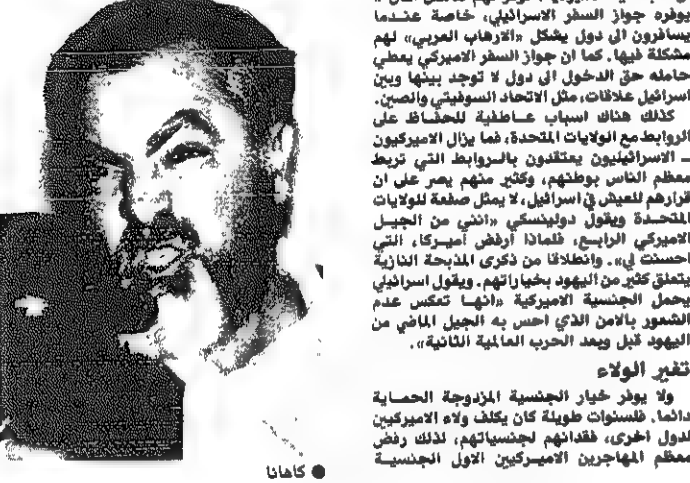 يوفره جواز السفر الاسرائيلي، خاصة عندما
يسافرون الى دول يشكل «الارهاب العربي» لهم
مشكلة فيها. كما ان جواز السفر الاميركي يعطي
حامله حق الدخول الى دول لا توجد بينها وبين
اسرائيل علاقات، مثل الاتحاد السوفيتي والصين.
كذلك هناك اسباب عاطفية للحفاظ على
الروابط مع الولايات المتحدة، فما يزال الاميركيون
ـ الاسرائيليون يعتقدون بالروابط التي تربط
معظم الناس بوطنهم، وكثير منهم يصر على ان
قرارهم للعيش في اسرائيل، لا يمثل صفعة للولايات
المتحدة ويقول دولينسكي «انني من الجيل
الاميركي الرابع، فلماذا أرفض أميركا، التي
احسنت لي». وانطلاقا من ذكرى المذبحة النازية
يتعلق كثير من اليهود بخياراتهم. ويقول اسرائيلي
يحمل الجنسية الاميركية «انها تعكس عدم
الشعور بالامن الذي احس به الجيل الماضي من
اليهود قبل وبعد الحرب العالمية الثانية».
تغير الولاء
ولا يوفر خيار الجنسية المزدوجة الحماية
دائما. فلسنوات طويلة كان يكلف ولاء الاميركيين
لدول اخرى، فقدانهم لجنسياتهم، لذلك رفض
معظم المهاجرين الاميركيين الاول الجنسية
● كاهانا